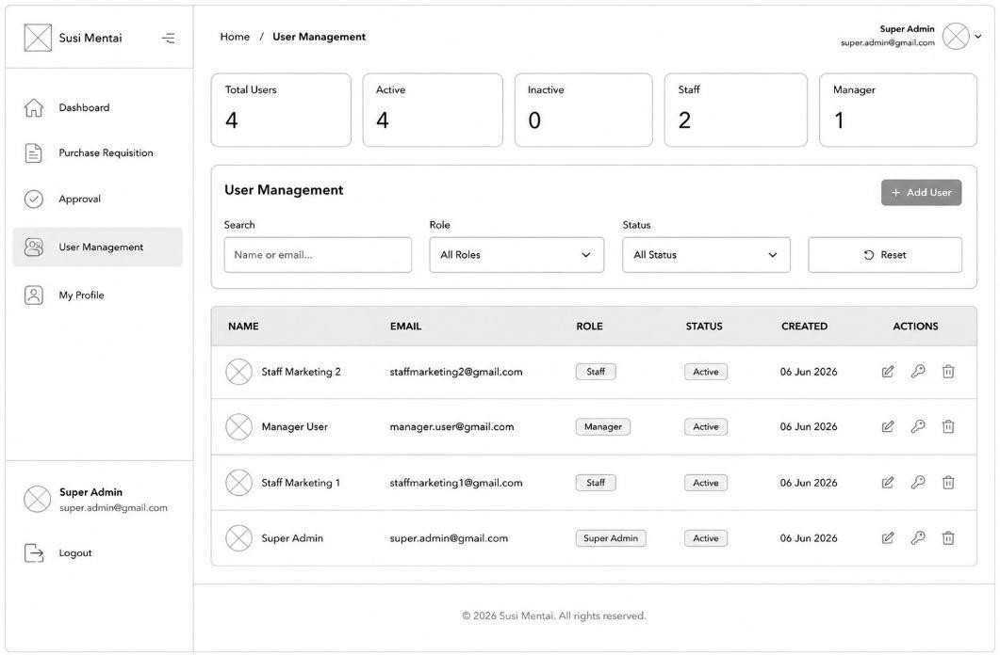 Susi Mentai
Dashboard
Purchase Requisition
Approval
User Management
My Profile
Super Admin
super.admin@gmail.com
Logout
Home / User Management
Super Admin
super.admin@gmail.com
Total Users
4
Active
4
Inactive
0
Staff
2
Manager
1
User Management
+ Add User
Search
Name or email...
Role
All Roles
Status
All Status
Reset
NAME EMAIL ROLE STATUS CREATED ACTIONS
Staff Marketing 2 staffmarketing2@gmail.com Staff Active 06 Jun 2026
Manager User manager.user@gmail.com Manager Active 06 Jun 2026
Staff Marketing 1 staffmarketing1@gmail.com Staff Active 06 Jun 2026
Super Admin super.admin@gmail.com Super Admin Active 06 Jun 2026
© 2026 Susi Mentai. All rights reserved.